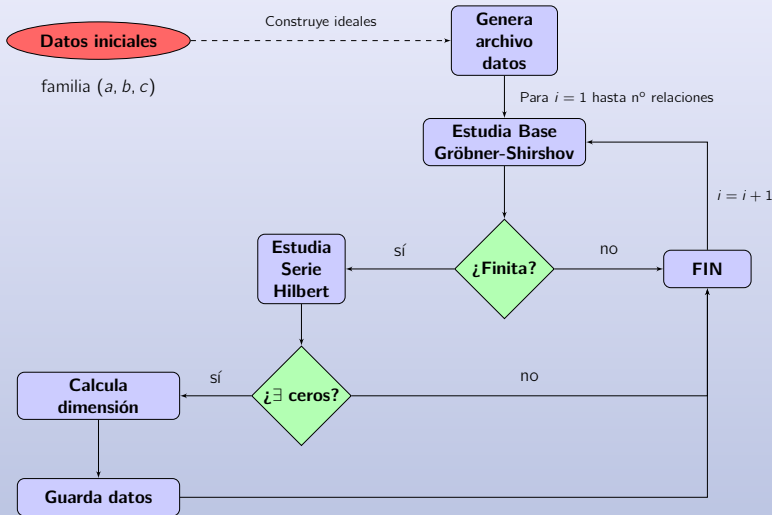 Datos iniciales
Construye ideales
Genera
archivo
datos
familia (a, b, c)
Para i = 1 hasta nº relaciones
Estudia Base
Gröbner-Shirshov
i = i + 1
Estudia
Serie
Hilbert
sí
¿Finita?
no
FIN
Calcula
dimensión
sí
¿∃ ceros?
no
Guarda datos